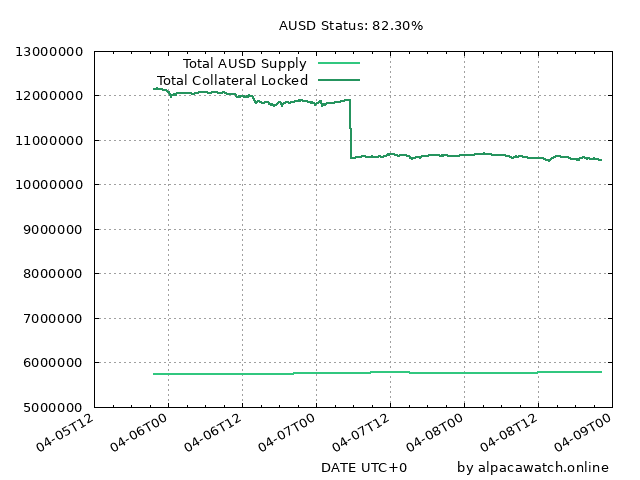 AUSD Status: 82.30%
13000000
12000000
11000000
10000000
9000000
8000000
7000000
6000000
5000000
Total AUSD Supply
Total Collateral Locked
04-05T12
04-06T00
04-06T12
04-07T00
04-07T12
04-08T00
04-08T12
04-09T00
DATE UTC+0
by alpacawatch.online